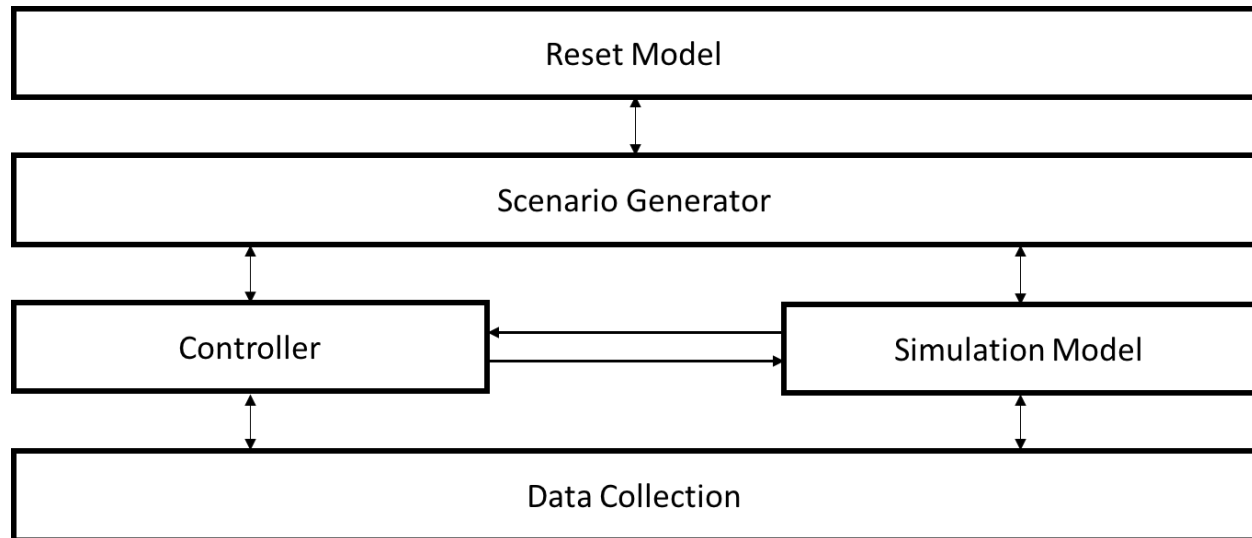 Reset Model
Scenario Generator
Controller
Simulation Model
Data Collection